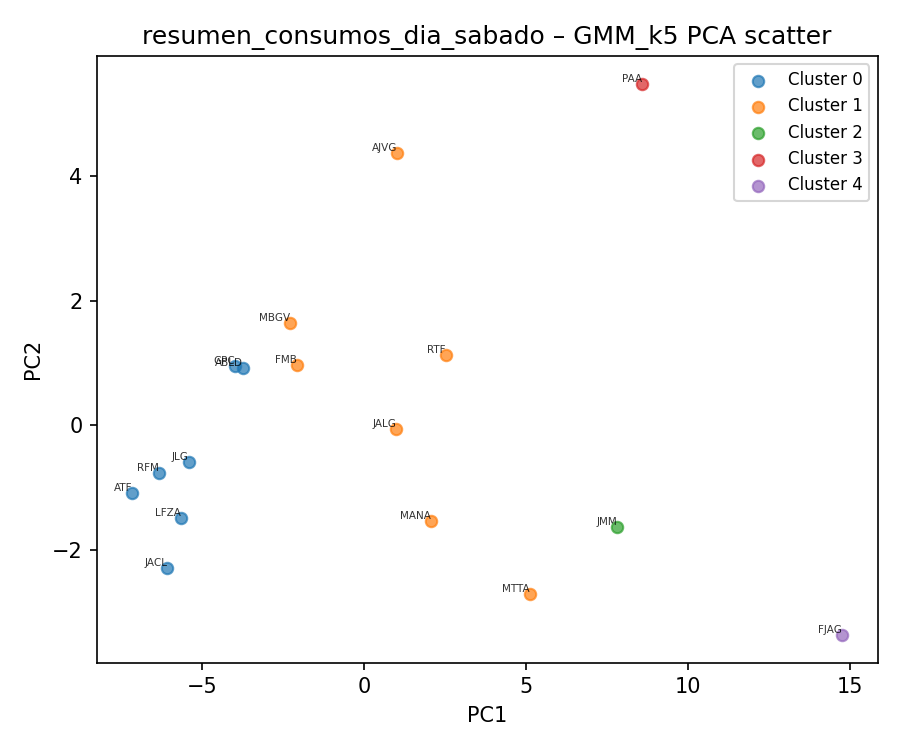 resumen_consumos_dia_sabado – GMM_k5 PCA scatter
Cluster 0
Cluster 1
Cluster 2
Cluster 3
Cluster 4
PAA
AJVG
MBGV
FMB
RTF
JALG
JLG
RFM
ATF
LFZA
JACL
MANA
JMM
MTTA
FJAG
4
2
0
−2
PC2
−5
0
5
10
15
PC1